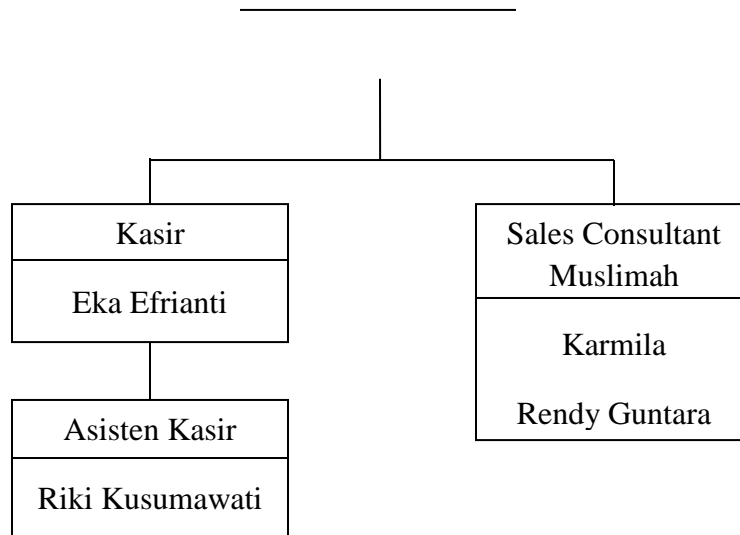 Kasir
Eka Efrianti
Asisten Kasir
Riki Kusumawati
Sales Consultant
Muslimah
Karmila
Rendy Guntara